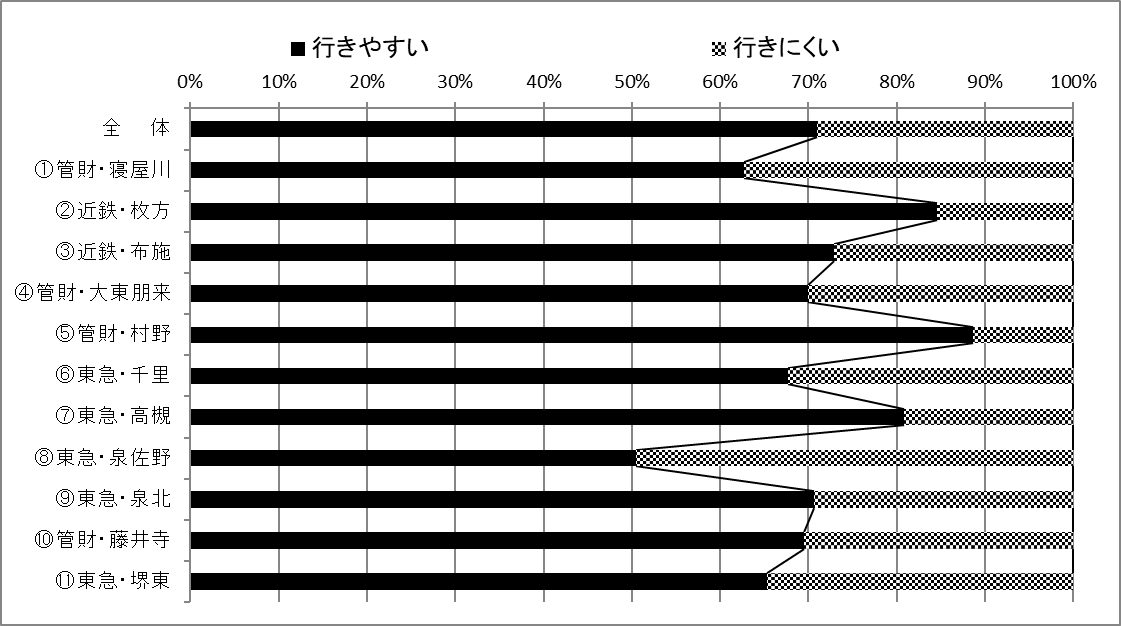 行きやすい 行きにくい
0% 10% 20% 30% 40% 50% 60% 70% 80% 90% 100%
全 体
①管財・寝屋川
②近鉄・枚方
③近鉄・布施
④管財・大東朋来
⑤管財・村野
⑥東急・千里
⑦東急・高槻
⑧東急・泉佐野
⑨東急・泉北
⑩管財・藤井寺
⑪東急・堺東